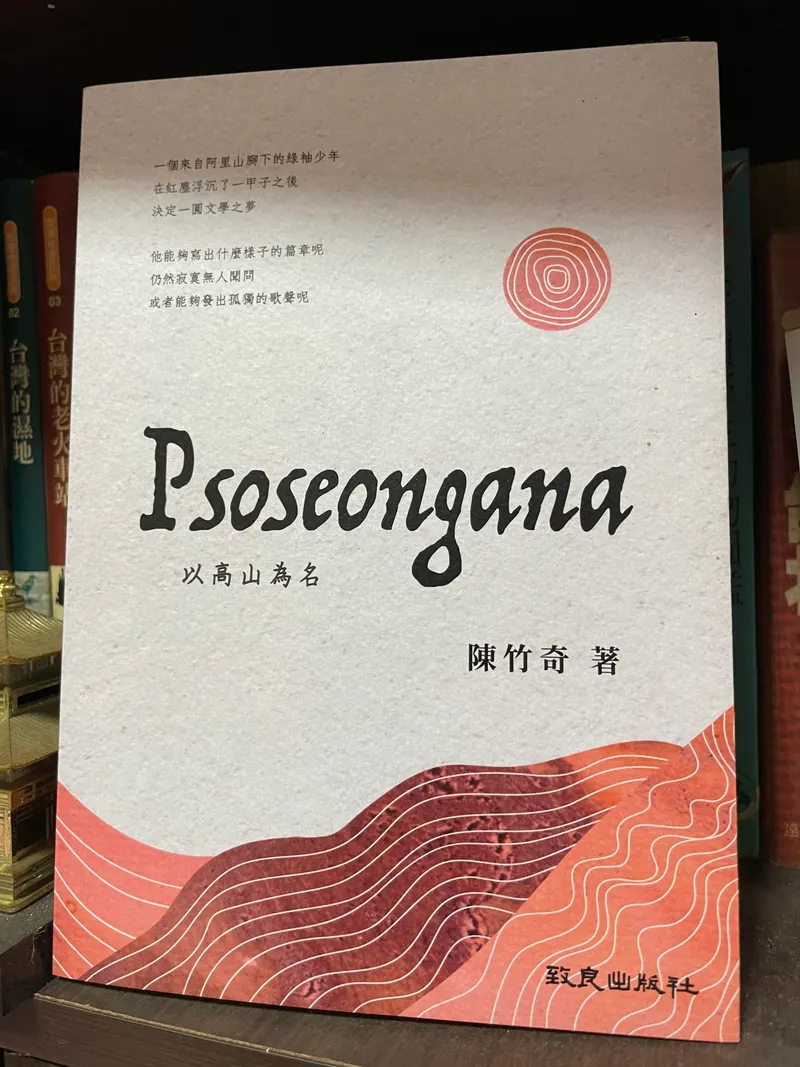 一個來自阿里山腳下的綠袖少年
在紅塵浮沉了一甲子之後
決定一圓文學之夢
他能夠寫出什麼樣子的篇章呢
仍然寂寞無人聞問
或者能夠發出孤獨的歌聲呢
Psoseongana
以高山為名
陳竹奇 著
致良出版社
02
台灣的濕地
03
台灣的老火車站